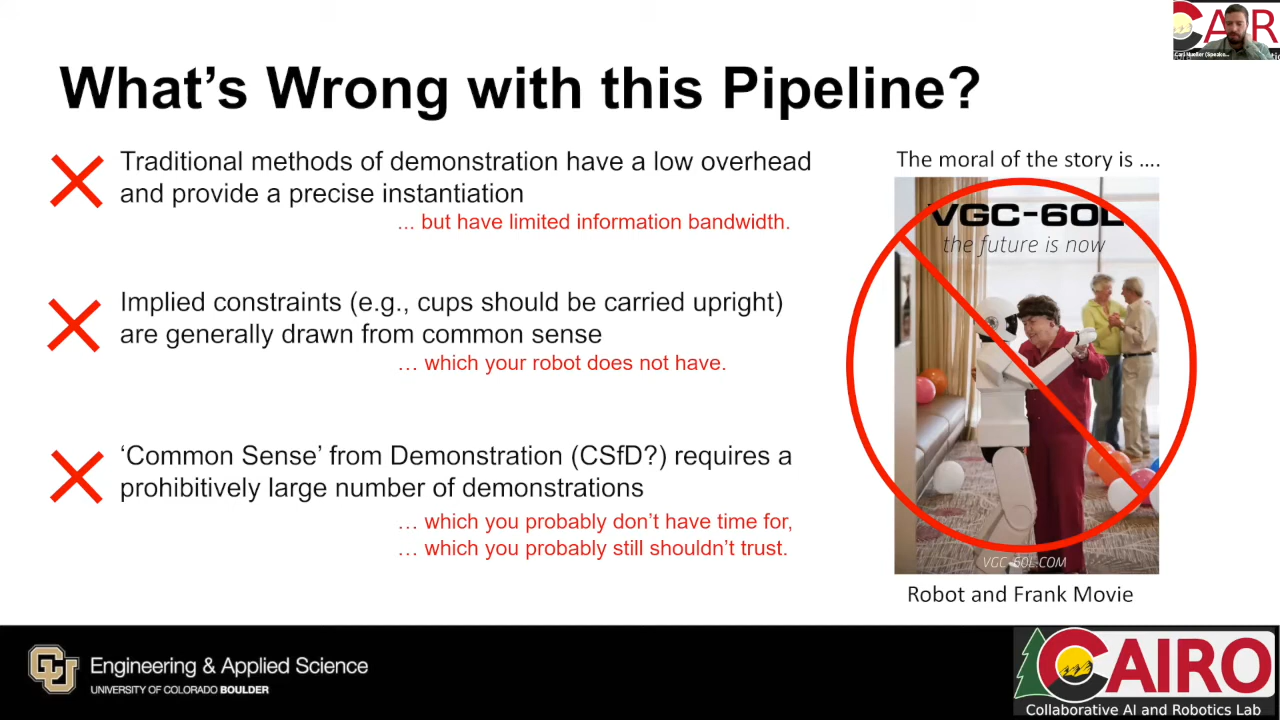 CAIR
Carl Mueller (Speake...
What's Wrong with this Pipeline?
Traditional methods of demonstration have a low overhead
and provide a precise instantiation
... but have limited information bandwidth.
Implied constraints (e.g., cups should be carried upright)
are generally drawn from common sense
… which your robot does not have.
‘Common Sense’ from Demonstration (CSfD?) requires a
prohibitively large number of demonstrations
… which you probably don’t have time for,
… which you probably still shouldn’t trust.
The moral of the story is ….
VGC-60L
the future is now
VGC-60L.COM
Robot and Frank Movie
CU
Engineering & Applied Science
UNIVERSITY OF COLORADO BOULDER
CAIRO
Collaborative AI and Robotics Lab